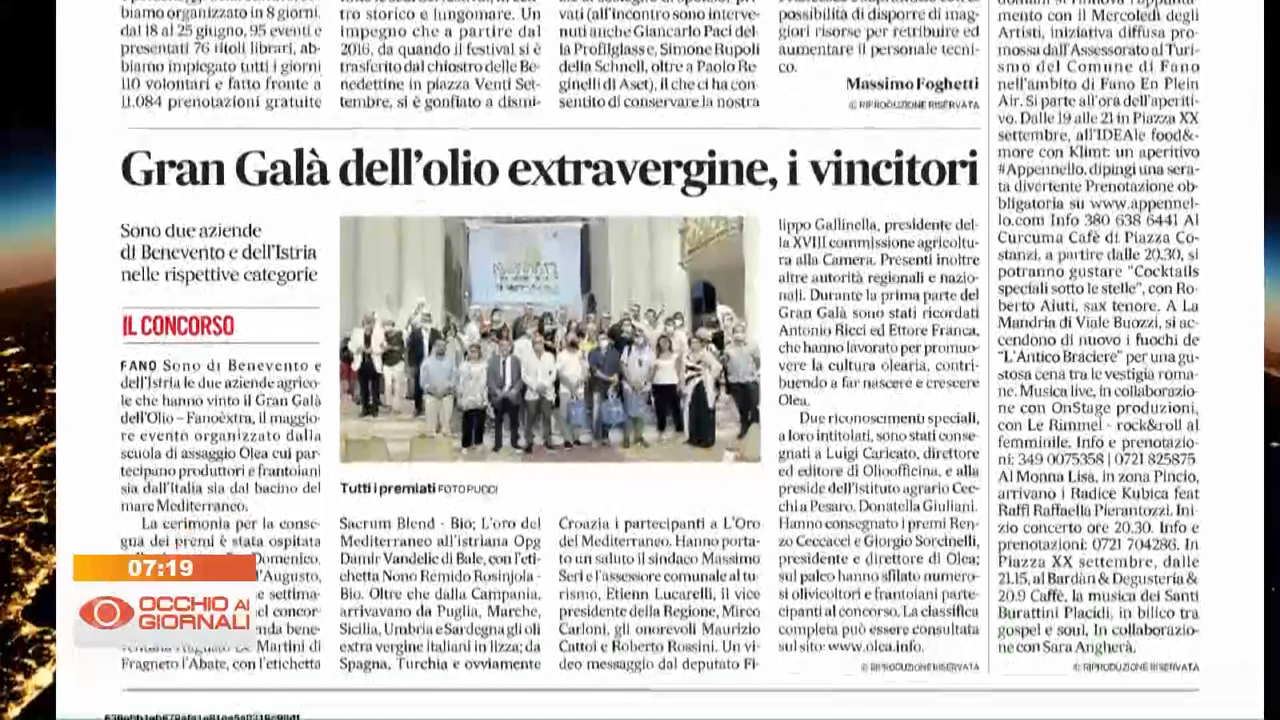 biamo organizzato in 8 giorni,
dal 18 al 25 giugno, 95 eventi e
presentati 76 titoli librari, ab-
biamo impiegato tutti i giorni
110 volontari e fatto fronte a
11.084 prenotazioni gratuite
tro storico e lungomare. Un
impegno che a partire dal
2016, da quando il festival si è
trasferito dal chiostro delle Be-
nedettine in piazza Venti Set-
tembre, si è gonfiato a dismi-
vati (all'incontro sono interve-
nuti anche Giancarlo Paci del-
la Profilglass, Simone Rupoli
della Schnell, oltre a Paolo Re-
ginelli di Aset), il che ci ha con-
sentito di conservare la nostra
possibilità di disporre di mag-
giori risorse per retribuire ed
aumentare il personale tecni-
co.
Massimo Foghetti
© RIPRODUZIONE RISERVATA
Gran Galà dell'olio extravergine, i vincitori
Sono due aziende
di Benevento e dell'Istria
nelle rispettive categorie
IL CONCORSO
FANO Sono di Benevento e
dell'Istria le due aziende agrico-
le che hanno vinto il Gran Galà
dell'Olio – Fanoèxtra, il maggio-
re evento organizzato dalla
scuola di assaggio Olea cui par-
tecipano produttori e frantoiani
sia dall'Italia sia dal bacino del
mare Mediterraneo.
La cerimonia per la conse-
gna dei premi è stata ospitata
Domenico,
l'Augusto,
e settima-
nel concor-
nda bene-
Martini di
Fragneto l'Abate, con l'etichetta
Tutti i premiati FOTO PUCCI
Sacrum Blend - Bio; L'oro del
Mediterraneo all'istriana Opg
Damir Vandelic di Bale, con l'eti-
chetta Nono Remido Rosinjola -
Bio. Oltre che dalla Campania,
arrivavano da Puglia, Marche,
Sicilia, Umbria e Sardegna gli oli
extra vergine italiani in lizza; da
Spagna, Turchia e ovviamente
Croazia i partecipanti a L'Oro
del Mediterraneo. Hanno porta-
to un saluto il sindaco Massimo
Seri e l'assessore comunale al tu-
rismo, Etienn Lucarelli, il vice
presidente della Regione, Mirco
Carloni, gli onorevoli Maurizio
Cattoi e Roberto Rossini. Un vi-
deo messaggio dal deputato Fi-
lippo Gallinella, presidente del-
la XVIII commissione agricoltu-
ra alla Camera. Presenti inoltre
altre autorità regionali e nazio-
nali. Durante la prima parte del
Gran Galà sono stati ricordati
Antonio Ricci ed Ettore Franca,
che hanno lavorato per promuo-
vere la cultura olearia, contri-
buendo a far nascere e crescere
Olea.
Due riconoscimenti speciali,
a loro intitolati, sono stati conse-
gnati a Luigi Caricato, direttore
ed editore di Olioofficina, e alla
preside dell'Istituto agrario Cec-
chi a Pesaro, Donatella Giuliani.
Hanno consegnato i premi Ren-
zo Ceccacci e Giorgio Sorcinelli,
presidente e direttore di Olea;
sul palco hanno sfilato numero-
si olivicoltori e frantoiani parte-
cipanti al concorso. La classifica
completa può essere consultata
sul sito: www.olea.info.
© RIPRODUZIONE RISERVATA
mento con il Mercoledì degli
Artisti, iniziativa diffusa pro-
mossa dall'Assessorato al Turi-
smo del Comune di Fano
nell'ambito di Fano En Plein
Air. Si parte all'ora dell'aperiti-
vo. Dalle 19 alle 21 in Piazza XX
settembre, all'IDEAle food&-
more con Klimt: un aperitivo
#Appennello, dipingi una sera-
ta divertente Prenotazione ob-
bligatoria su www.appennel-
lo.com Info 380 638 6441 Al
Curcuma Cafè di Piazza Co-
stanzi, a partire dalle 20.30, si
potranno gustare "Cocktails
speciali sotto le stelle", con Ro-
berto Aiuti, sax tenore. A La
Mandria di Viale Buozzi, si ac-
cendono di nuovo i fuochi de
"L'Antico Braciere" per una gu-
stosa cena tra le vestigia roma-
ne. Musica live, in collaborazio-
ne con OnStage produzioni,
con Le Rimmel - rock&roll al
femminile. Info e prenotazio-
ni: 349 0075358 | 0721 825875
Al Monna Lisa, in zona Pincio,
arrivano i Radice Kubica feat
Raffi Raffaella Pierantozzi. Ini-
zio concerto ore 20.30. Info e
prenotazioni: 0721 704286. In
Piazza XX settembre, dalle
21.15, al Bardàn & Degusteria &
20.9 Caffè, la musica dei Santi
Burattini Placidi, in bilico tra
gospel e soul, In collaborazio-
ne con Sara Angherà.
© RIPRODUZIONE RISERVATA
07:19
OCCHIO AI
GIORNALI